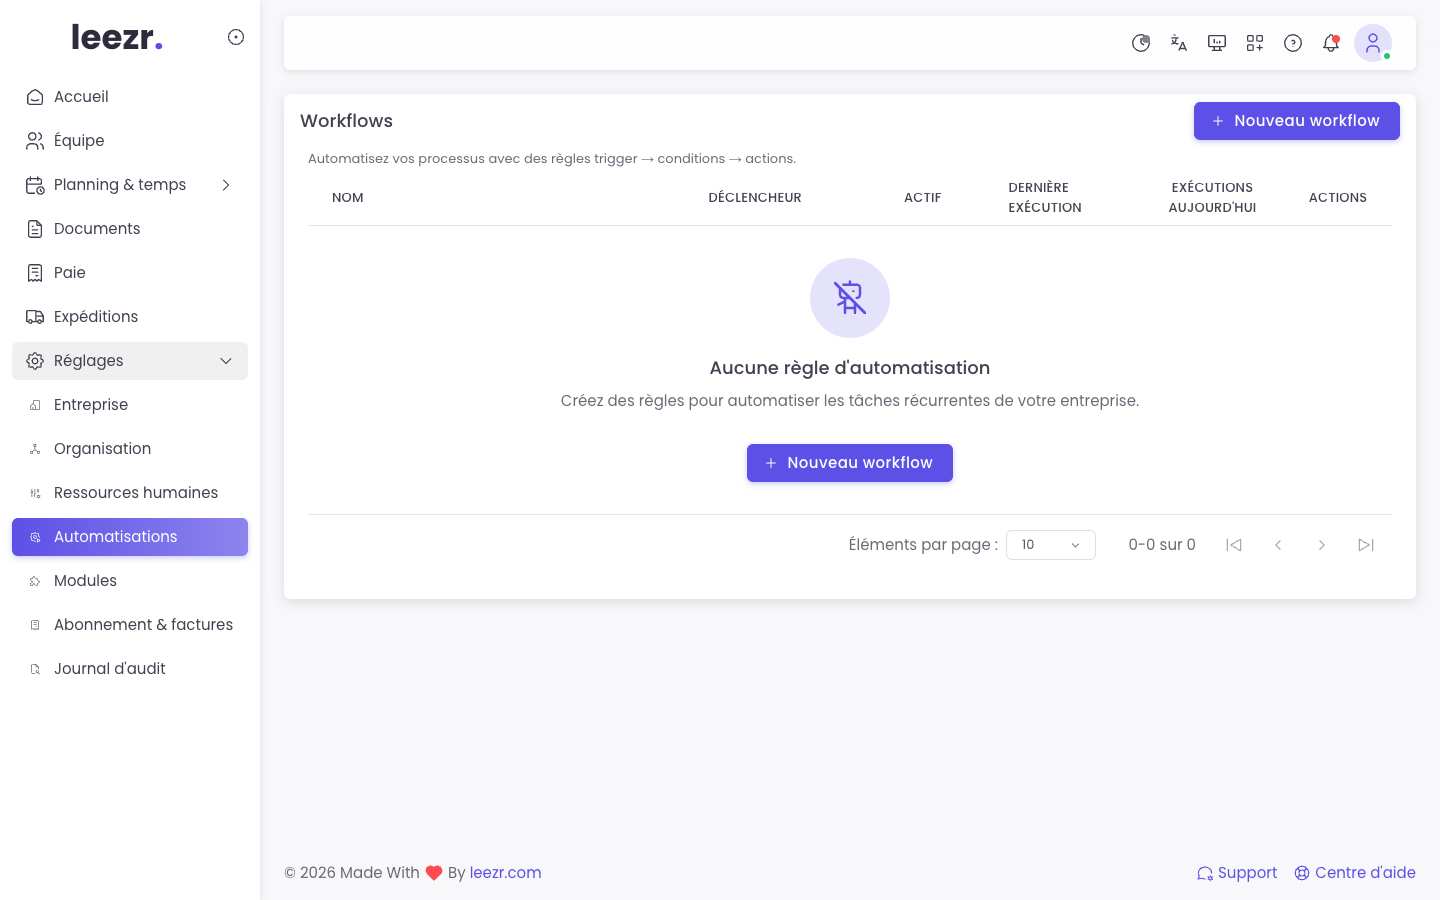 leezr.
Accueil
Équipe
Planning & temps
Documents
Paie
Expéditions
Réglages
Entreprise
Organisation
Ressources humaines
Automatisations
Modules
Abonnement & factures
Journal d'audit
Workflows
Nouveau workflow
Automatisez vos processus avec des règles trigger → conditions → actions.
NOM
DÉCLENCHEUR
ACTIF
DERNIÈRE
EXÉCUTION
EXÉCUTIONS
AUJOURD'HUI
ACTIONS
Aucune règle d'automatisation
Créez des règles pour automatiser les tâches récurrentes de votre entreprise.
Nouveau workflow
Éléments par page :
10
0-0 sur 0
© 2026 Made With
By leezr.com
Support
Centre d'aide